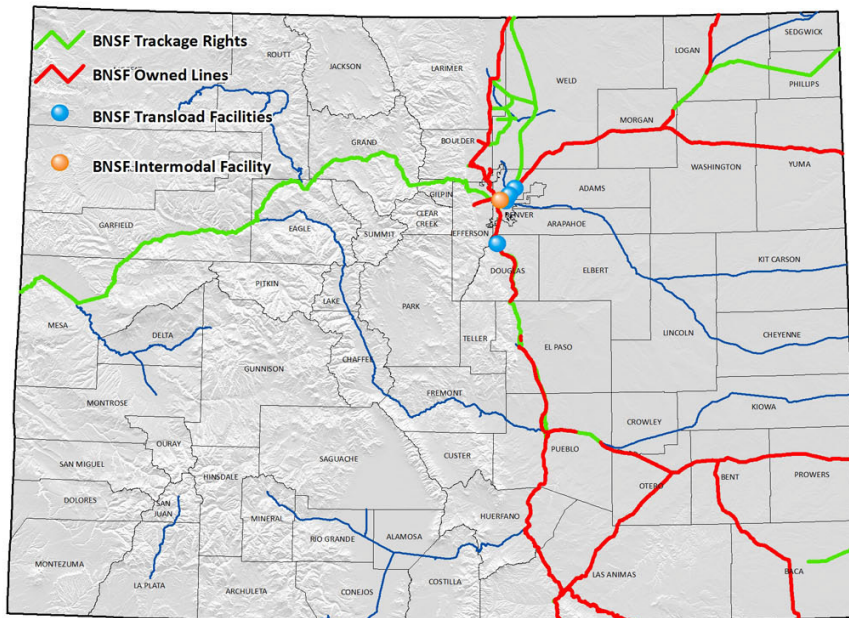 BNSF Trackage Rights
BNSF Owned Lines
BNSF Transload Facilities
BNSF Intermodal Facility
ROUTT
JACKSON
LARIMER
WELD
LOGAN
SEDGWICK
PHILLIPS
MORGAN
GRAND
BOULDER
WASHINGTON
YUMA
GILPIN
ADAMS
CLEAR
CREEK
DENVER
ARAPAHOE
GARFIELD
EAGLE
SUMMIT
JEFFERSON
PITKIN
LAKE
PARK
DOUGLAS
ELBERT
KIT CARSON
MESA
DELTA
TELLER
EL PASO
LINCOLN
CHEYENNE
GUNNISON
CHAFFEE
FREMONT
MONTROSE
CROWLEY
KIOWA
OURAY
SAGUACHE
CUSTER
PUEBLO
SAN MIGUEL
HINSDALE
OTERO
BENT
PROWERS
DOLORES
SAN
JUAN
MINERAL
RIO GRANDE
ALAMOSA
HUERFANO
MONTEZUMA
LA PLATA
ARCHULETA
CONEJOS
COSTILLA
LAS ANIMAS
BACA